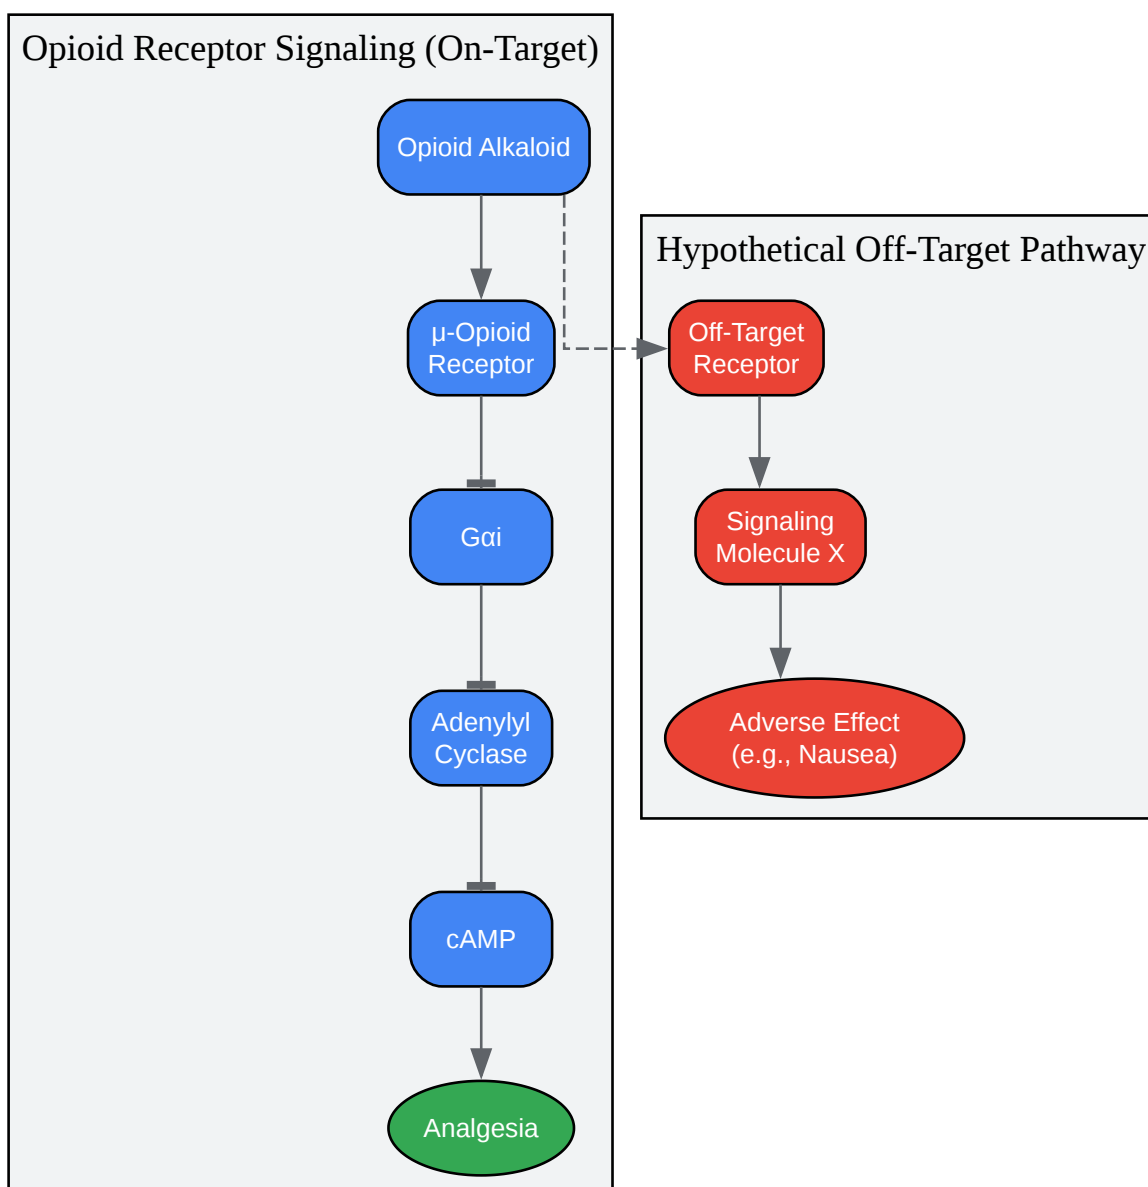 Opioid Receptor Signaling (On-Target)
Opioid Alkaloid
μ-Opioid
Receptor
Gαi
Adenylyl
Cyclase
cAMP
Analgesia
Hypothetical Off-Target Pathway
Off-Target
Receptor
Signaling
Molecule X
Adverse Effect
(e.g., Nausea)